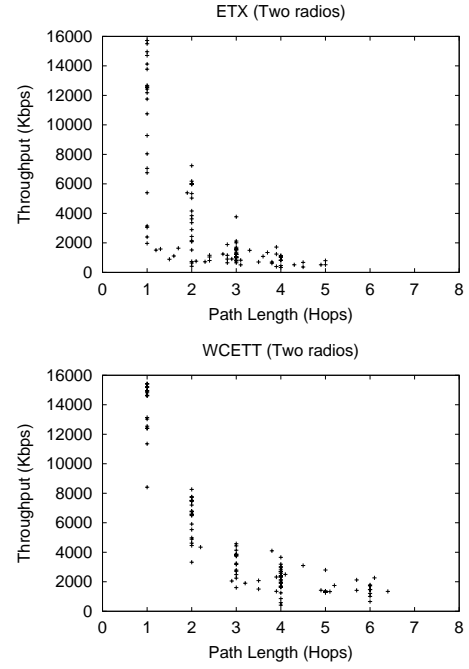 ETX (Two radios)
16000
14000
12000
10000
8000
6000
4000
2000
0
Throughput (Kbps)
0 1 2 3 4 5 6 7 8
Path Length (Hops)
WCETT (Two radios)
16000
14000
12000
10000
8000
6000
4000
2000
0
Throughput (Kbps)
0 1 2 3 4 5 6 7 8
Path Length (Hops)